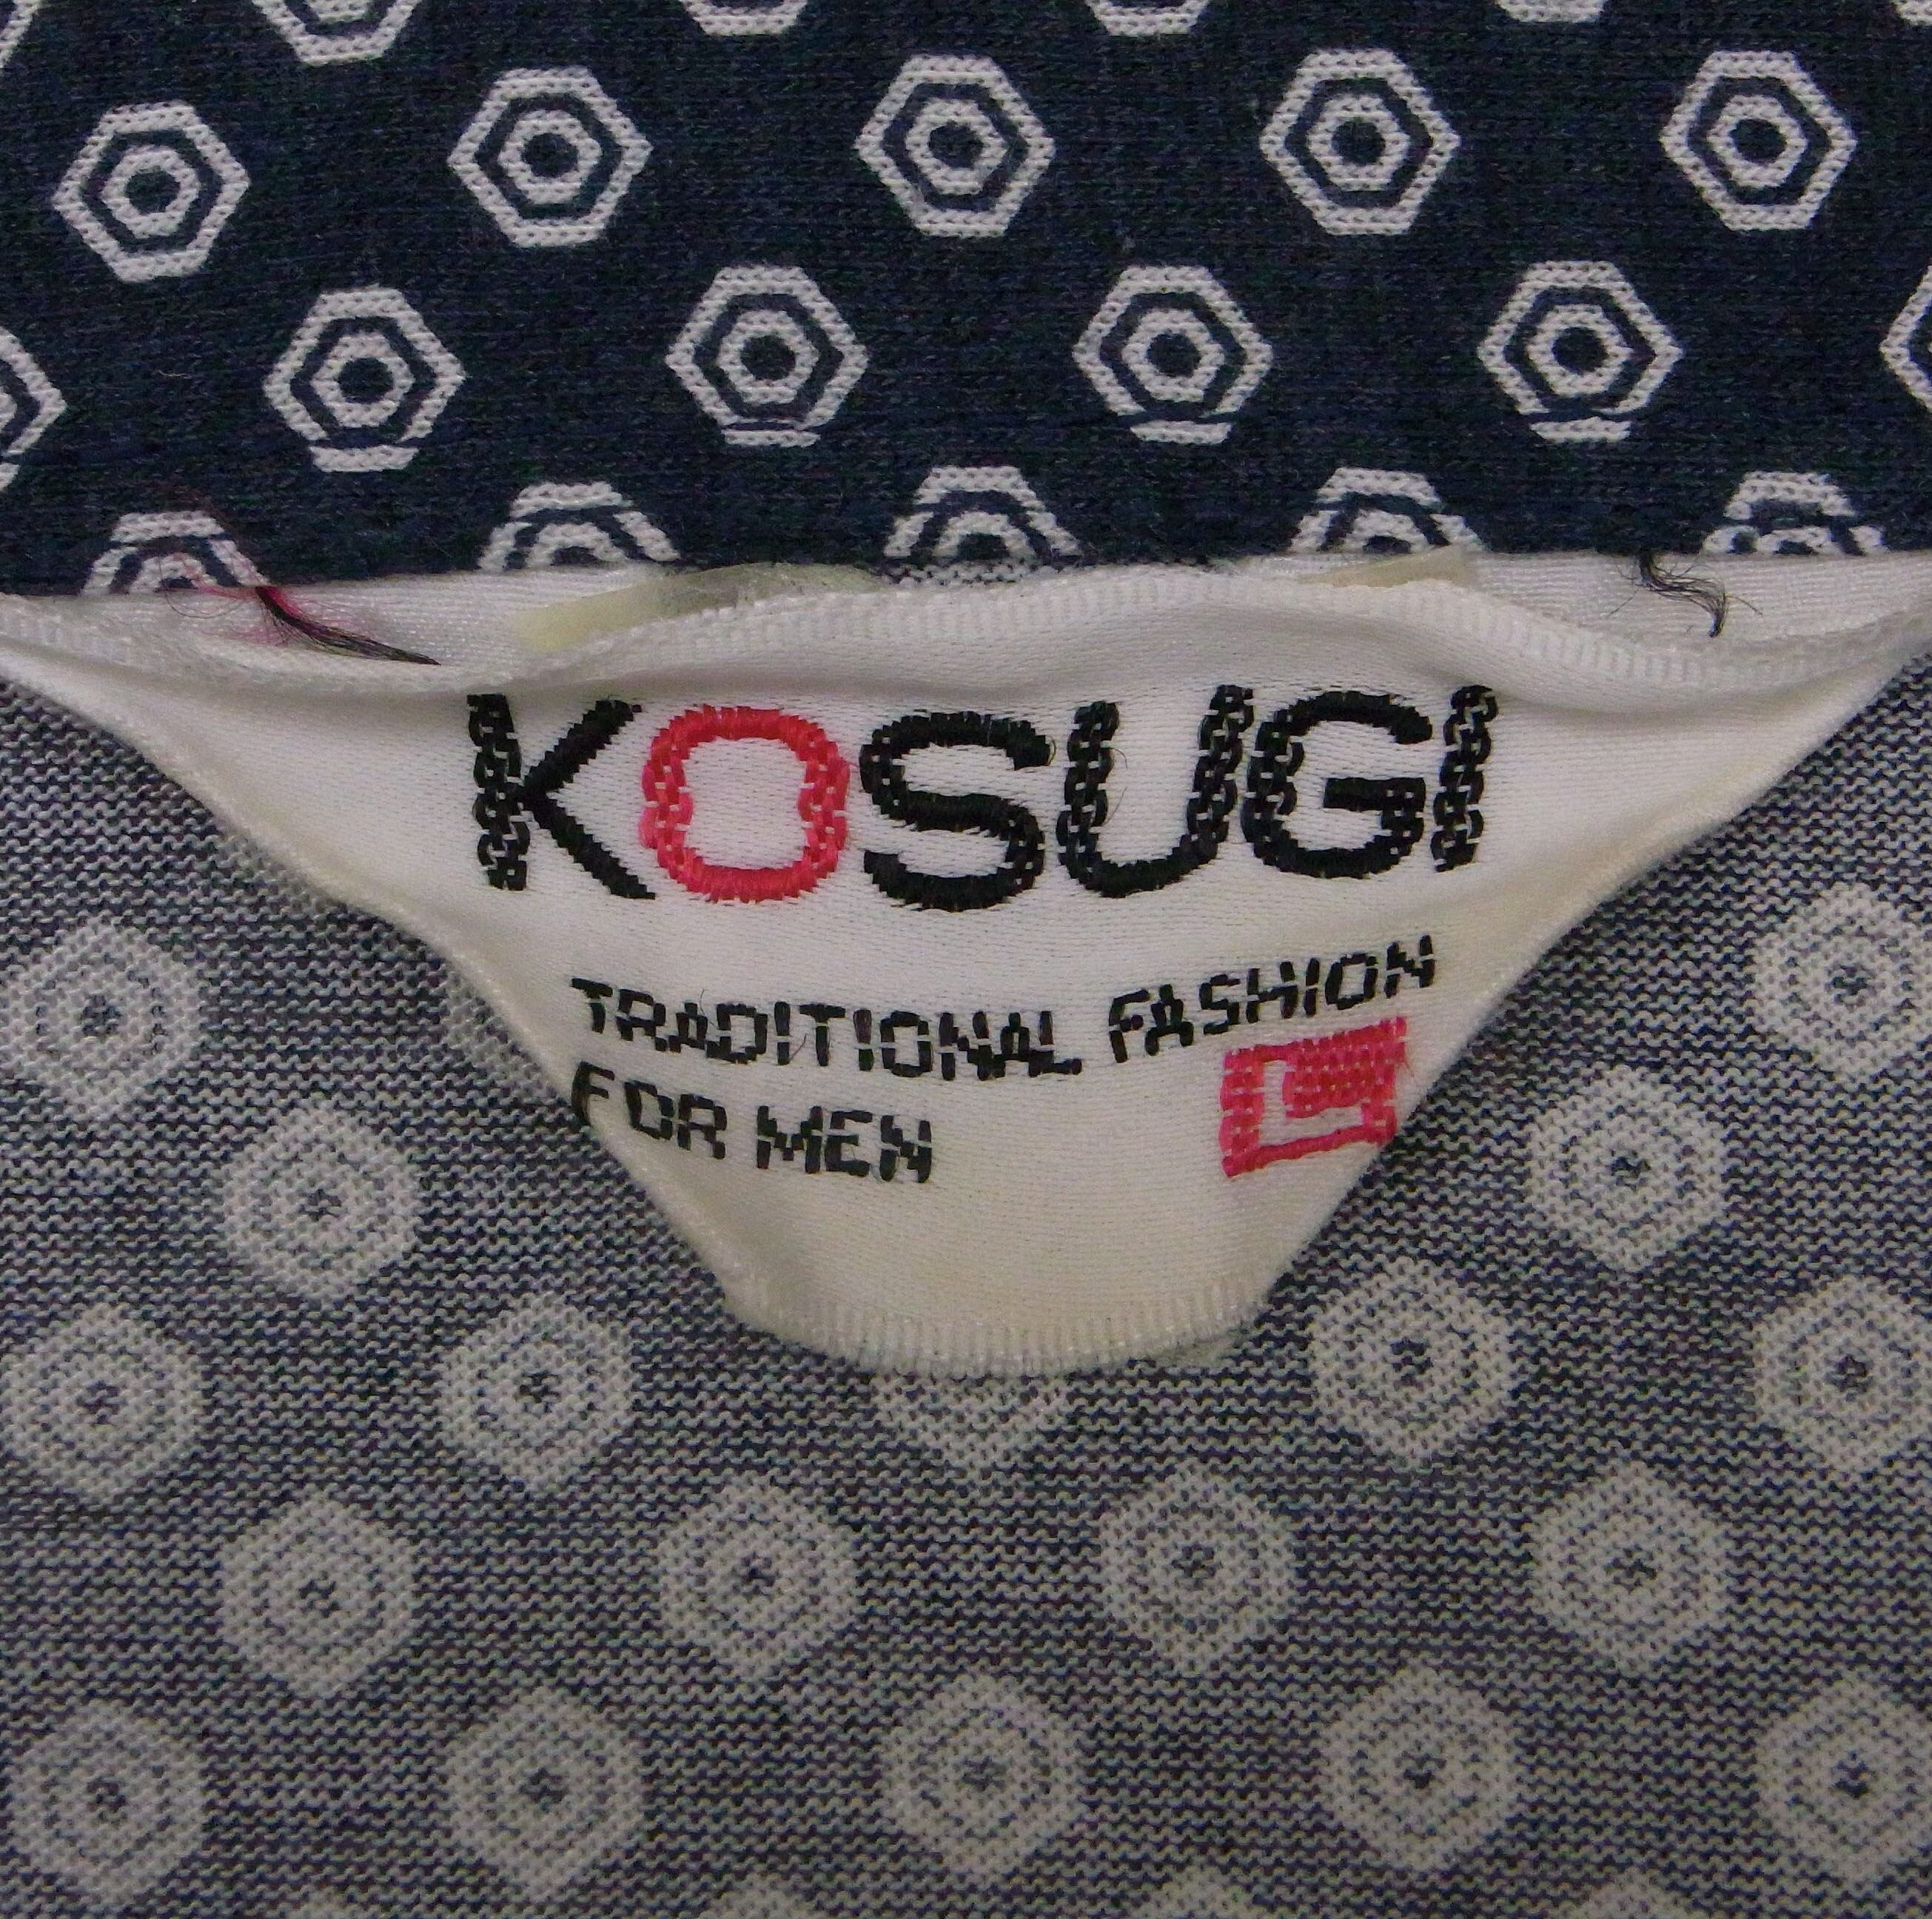 KOSUGI
TRADITIONAL FASHION
FOR MEN
L